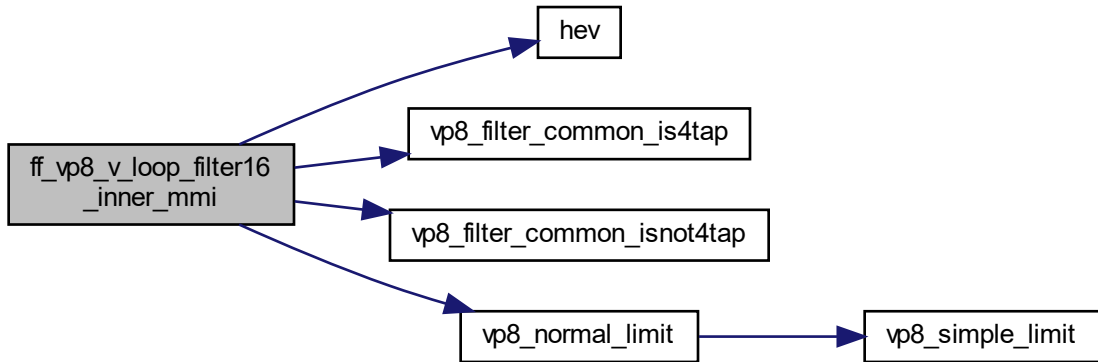 hev
vp8_filter_common_is4tap
ff_vp8_v_loop_filter16
_inner_mmi
vp8_filter_common_isnot4tap
vp8_normal_limit
vp8_simple_limit